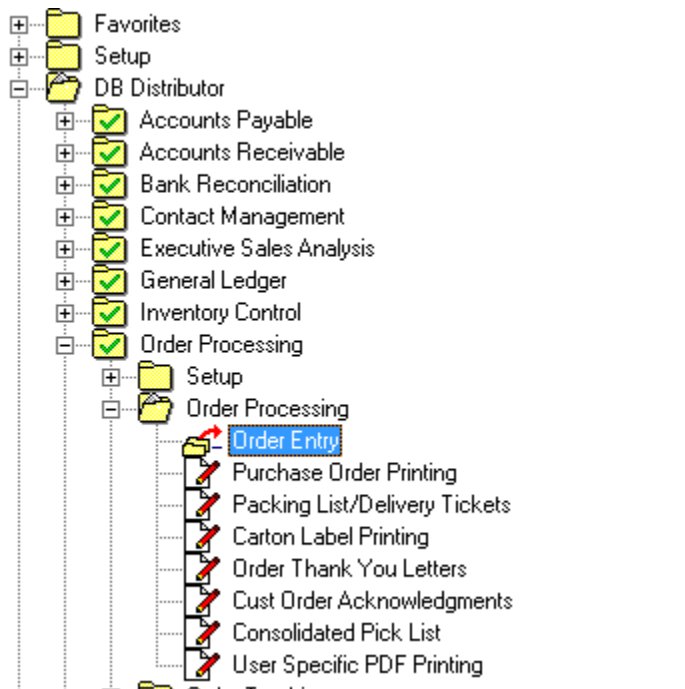 Favorites
Setup
DB Distributor
Accounts Payable
Accounts Receivable
Bank Reconciliation
Contact Management
Executive Sales Analysis
General Ledger
Inventory Control
Order Processing
Setup
Order Processing
Order Entry
Purchase Order Printing
Packing List/Delivery Tickets
Carton Label Printing
Order Thank You Letters
Cust Order Acknowledgments
Consolidated Pick List
User Specific PDF Printing